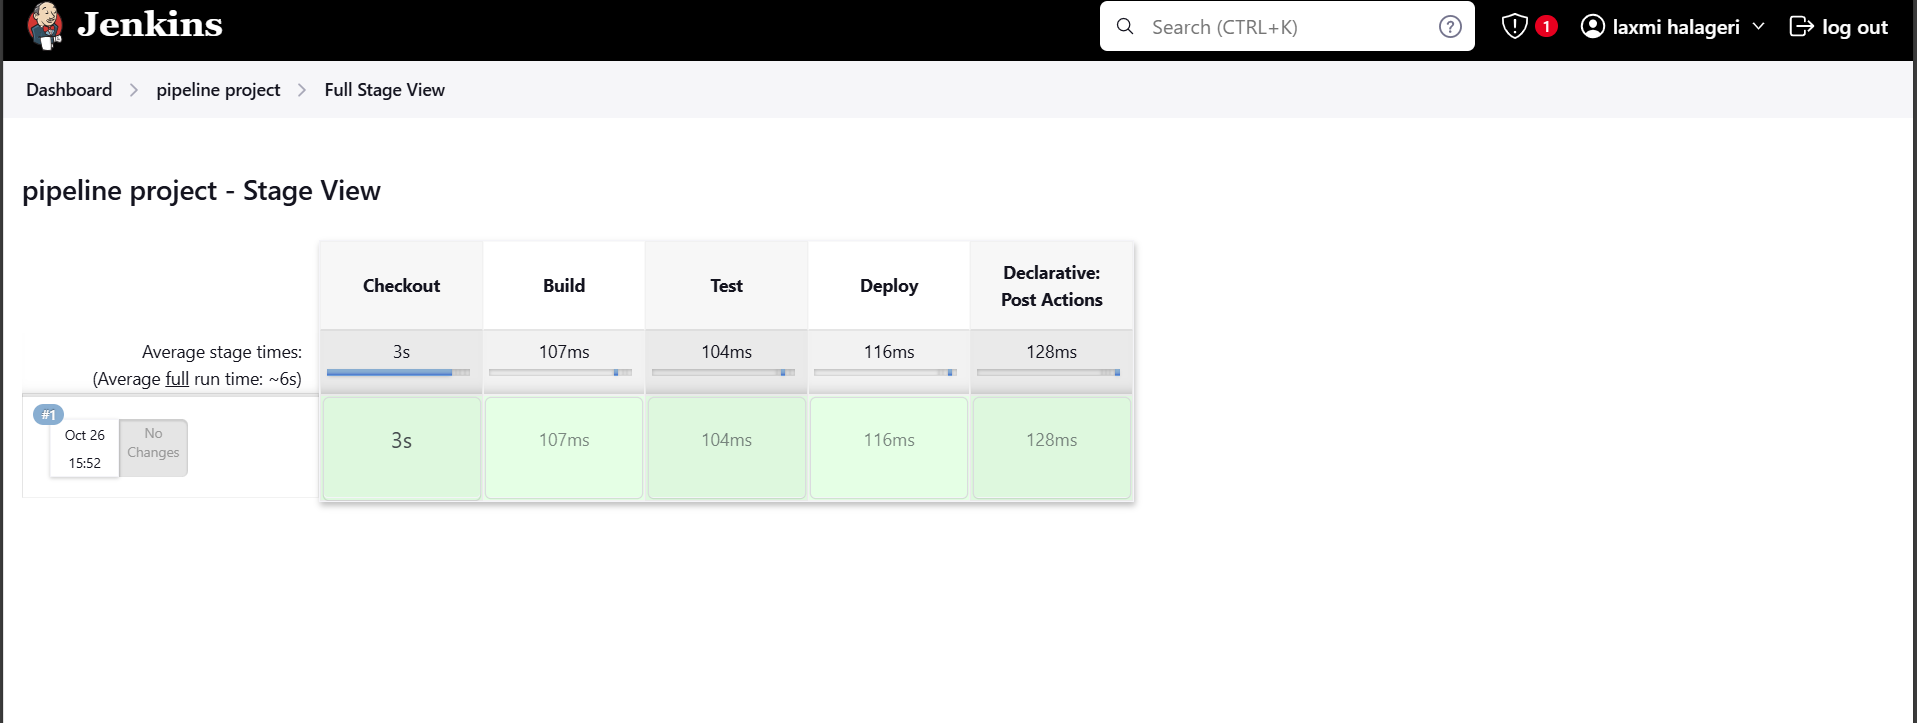 Jenkins
Search (CTRL+K)
?
1
laxmi halageri
log out
Dashboard
pipeline project
Full Stage View
pipeline project - Stage View
Checkout
Build
Test
Deploy
Declarative:
Post Actions
Average stage times:
(Average full run time: ~6s)
3s
107ms
104ms
116ms
128ms
#1
Oct 26
15:52
No
Changes
3s
107ms
104ms
116ms
128ms